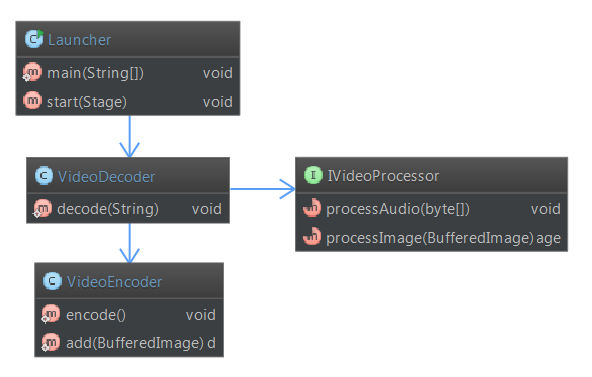 Launcher
main(String[]) void
start(Stage) void
VideoDecoder
decode(String) void
IVideoProcessor
processAudio(byte[]) void
processImage(BufferedImage) age
VideoEncoder
encode() void
add(BufferedImage) d